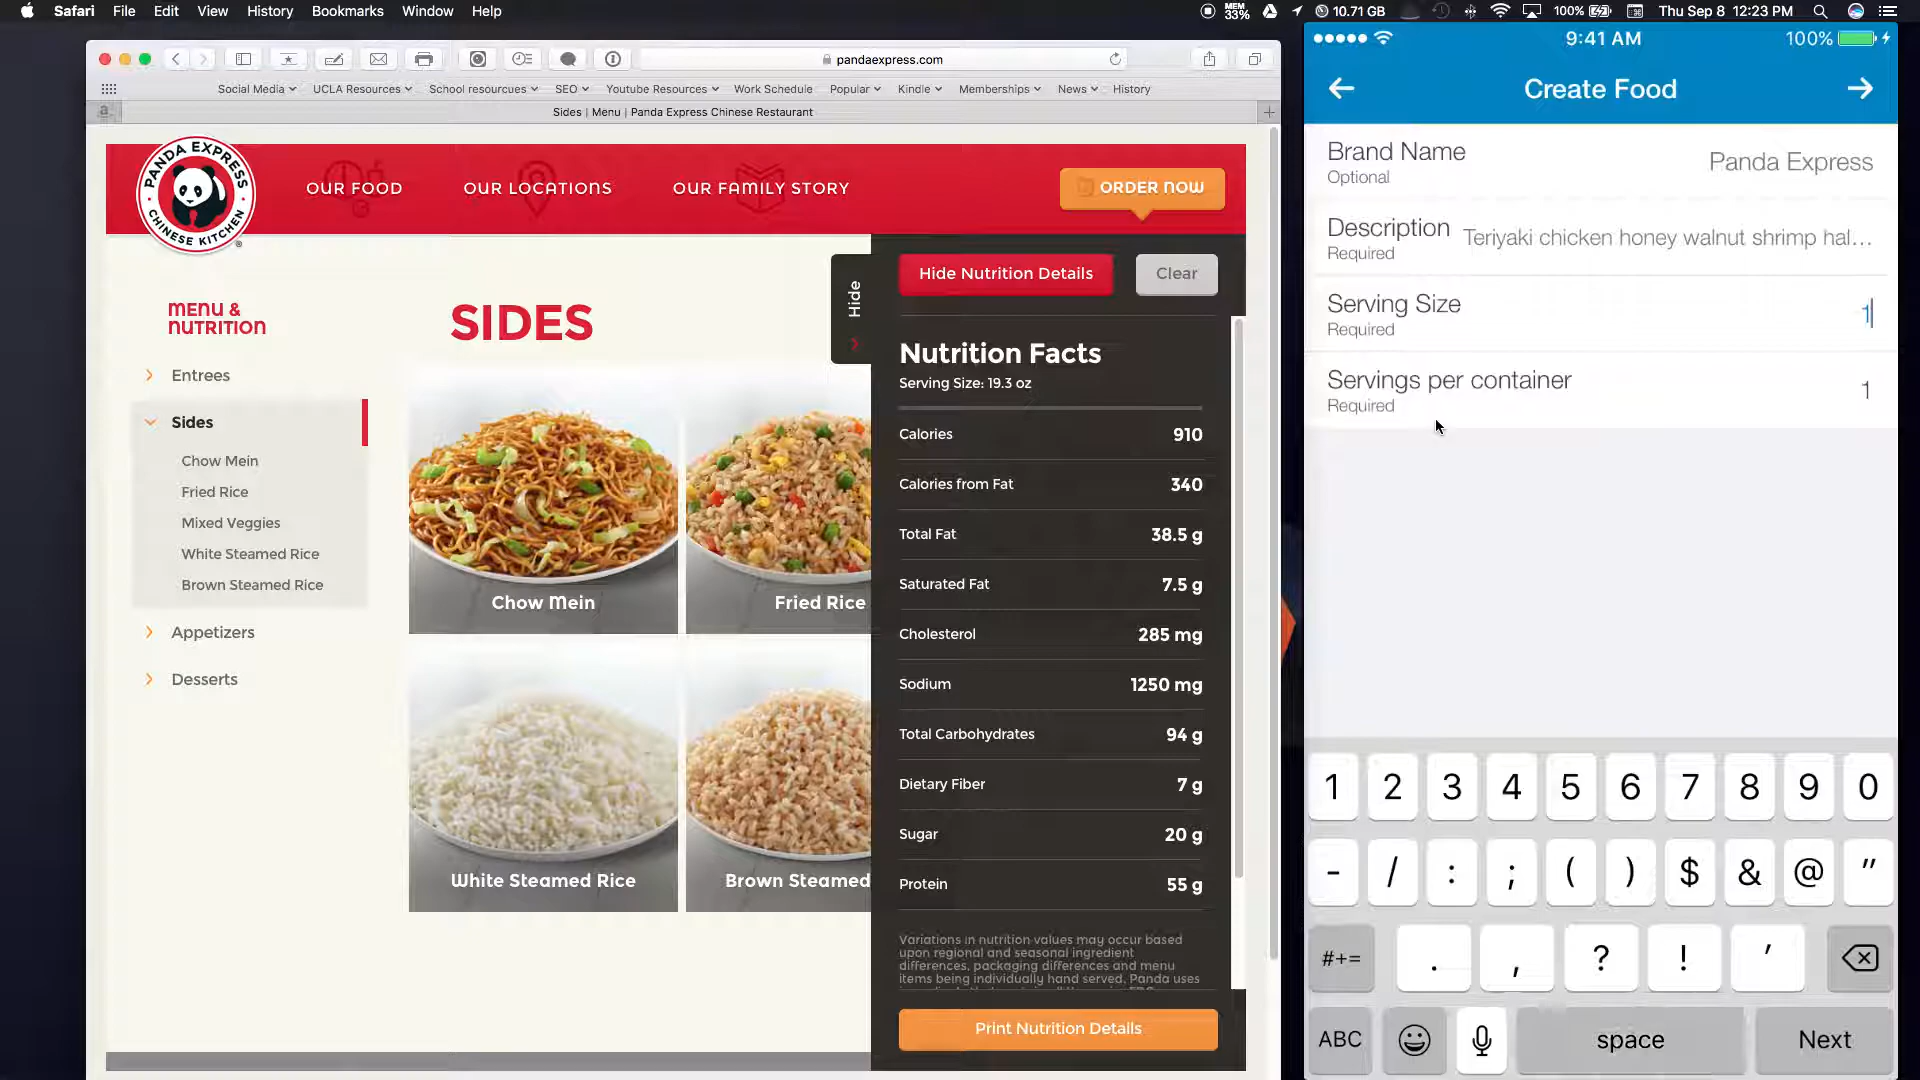 Safari File Edit View History Bookmarks Window Help
MEM 33% 10.71 GB 100% Thu Sep 8 12:23 PM
pandaexpress.com
Social Media UCLA Resources School resourcues SEO Youtube Resources Work Schedule Popular Kindle Memberships News History
a
Sides | Menu | Panda Express Chinese Restaurant
PANDA EXPRESS
CHINESE KITCHEN
OUR FOOD
OUR LOCATIONS
OUR FAMILY STORY
ORDER NOW
MENU &
NUTRITION
Entrees
Sides
Chow Mein
Fried Rice
Mixed Veggies
White Steamed Rice
Brown Steamed Rice
Appetizers
Desserts
SIDES
Chow Mein
Fried Rice
White Steamed Rice
Brown Steamed
Hide
Hide Nutrition Details
Clear
Nutrition Facts
Serving Size: 19.3 oz
Calories 910
Calories from Fat 340
Total Fat 38.5 g
Saturated Fat 7.5 g
Cholesterol 285 mg
Sodium 1250 mg
Total Carbohydrates 94 g
Dietary Fiber 7 g
Sugar 20 g
Protein 55 g
Variations in nutrition values may occur based
upon regional and seasonal ingredient
differences, packaging differences and menu
items being individually hand served. Panda uses
Print Nutrition Details
9:41 AM 100%
Create Food
Brand Name Panda Express
Optional
Description Teriyaki chicken honey walnut shrimp hal...
Required
Serving Size 1
Required
Servings per container 1
Required
1 2 3 4 5 6 7 8 9 0
- / : ; ( ) $ & @ "
#+= . , ? ! '
ABC space Next